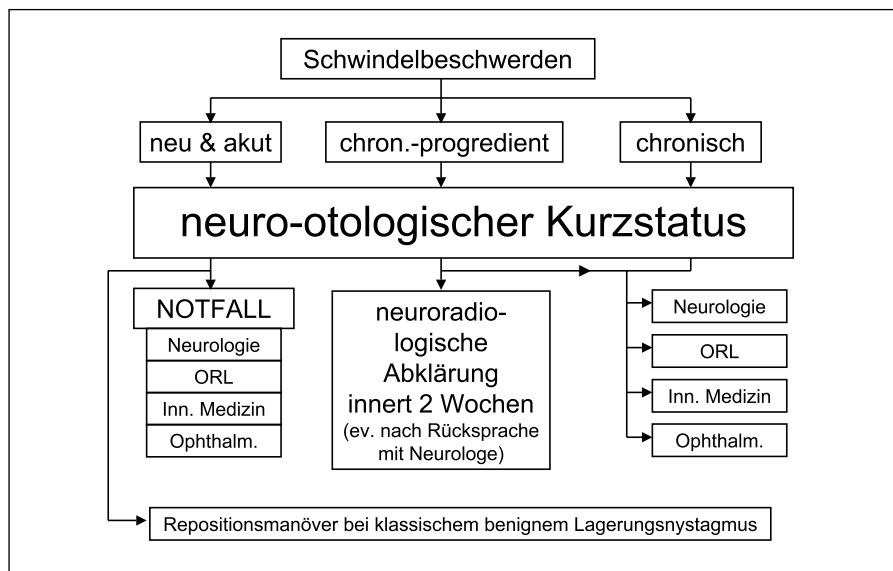 Schwindelbeschwerden
neu & akut
chron.-progredient
chronisch
neuro-otologischer Kurzstatus
NOTFALL
Neurologie
ORL
Inn. Medizin
Ophthalm.
neuroradio-
logische
Abklärung
innert 2 Wochen
(ev. nach Rücksprache
mit Neurologe)
Neurologie
ORL
Inn. Medizin
Ophthalm.
Repositionsmanöver bei klassischem benignem Lagerungsnystagmus